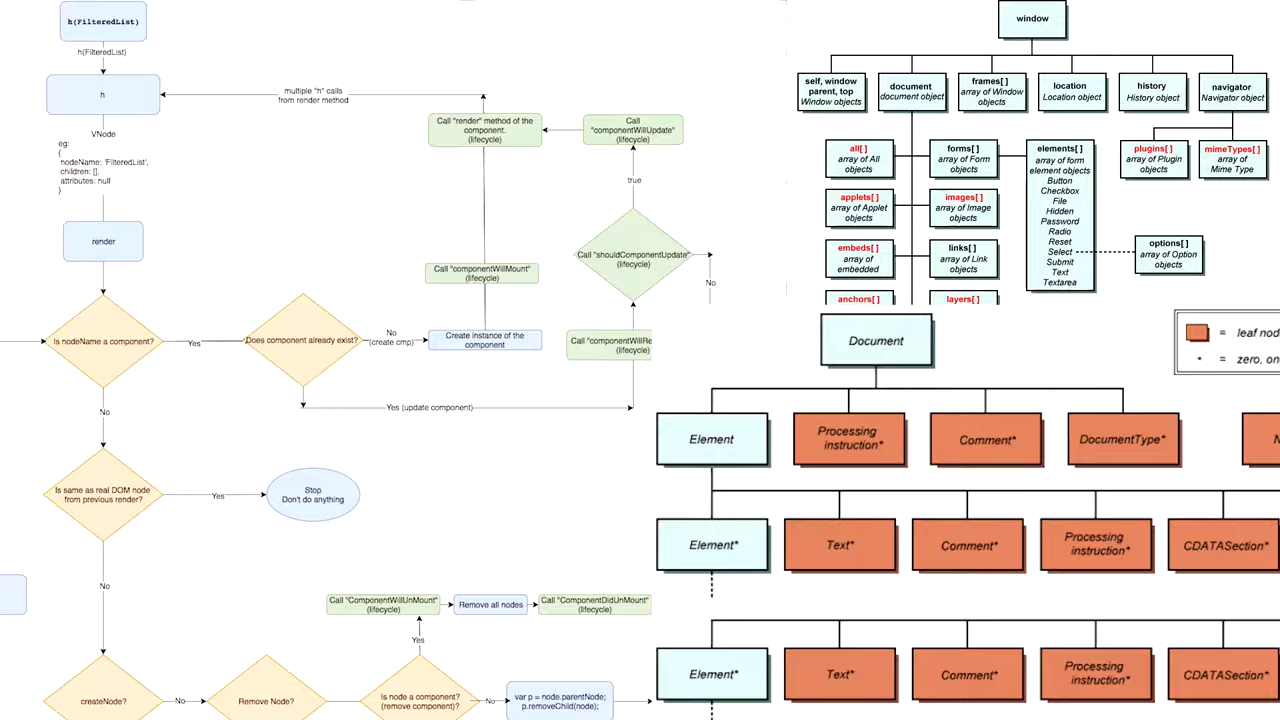 h(FilteredList)
h(FilteredList)
h
multiple "h" calls
from render method
VNode
eg:
{
nodeName: 'FilteredList',
children: [],
attributes: null
}
render
Is nodeName a component?
Yes
Does component already exist?
No
(create cmp)
Create instance of the
component
Call "componentWillMount"
(lifecycle)
Call "render" method of the
component.
(lifecycle)
Call
"componentWillUpdate"
(lifecycle)
true
Call "shouldComponentUpdate"
(lifecycle)
No
Call "componentWillRe
(lifecycle)
Yes (update component)
No
Is same as real DOM node
from previous render?
Yes
Stop
Don't do anything
No
Call "ComponentWillUnMount"
(lifecycle)
Remove all nodes
Call "ComponentDidUnMount"
(lifecycle)
Yes
createNode?
No
Remove Node?
Is node a component?
(remove component)?
No
var p = node.parentNode;
p.removeChild(node);
window
self, window
parent, top
Window objects
document
document object
frames[ ]
array of Window
objects
location
Location object
history
History object
navigator
Navigator object
all[ ]
array of All
objects
forms[ ]
array of Form
objects
elements[ ]
array of form
element objects
Button
Checkbox
File
Hidden
Password
Radio
Reset
Select
Submit
Text
Textarea
plugins[ ]
array of Plugin
objects
mimeTypes[ ]
array of
Mime Type
applets[ ]
array of Applet
objects
images[ ]
array of Image
objects
embeds[ ]
array of
embedded
links[ ]
array of Link
objects
options[ ]
array of Option
objects
anchors[ ]
layers[ ]
Document
= leaf nod
* = zero, on
Element
Processing
instruction*
Comment*
DocumentType*
N
Element*
Text*
Comment*
Processing
instruction*
CDATASection*
Element*
Text*
Comment*
Processing
instruction*
CDATASection*